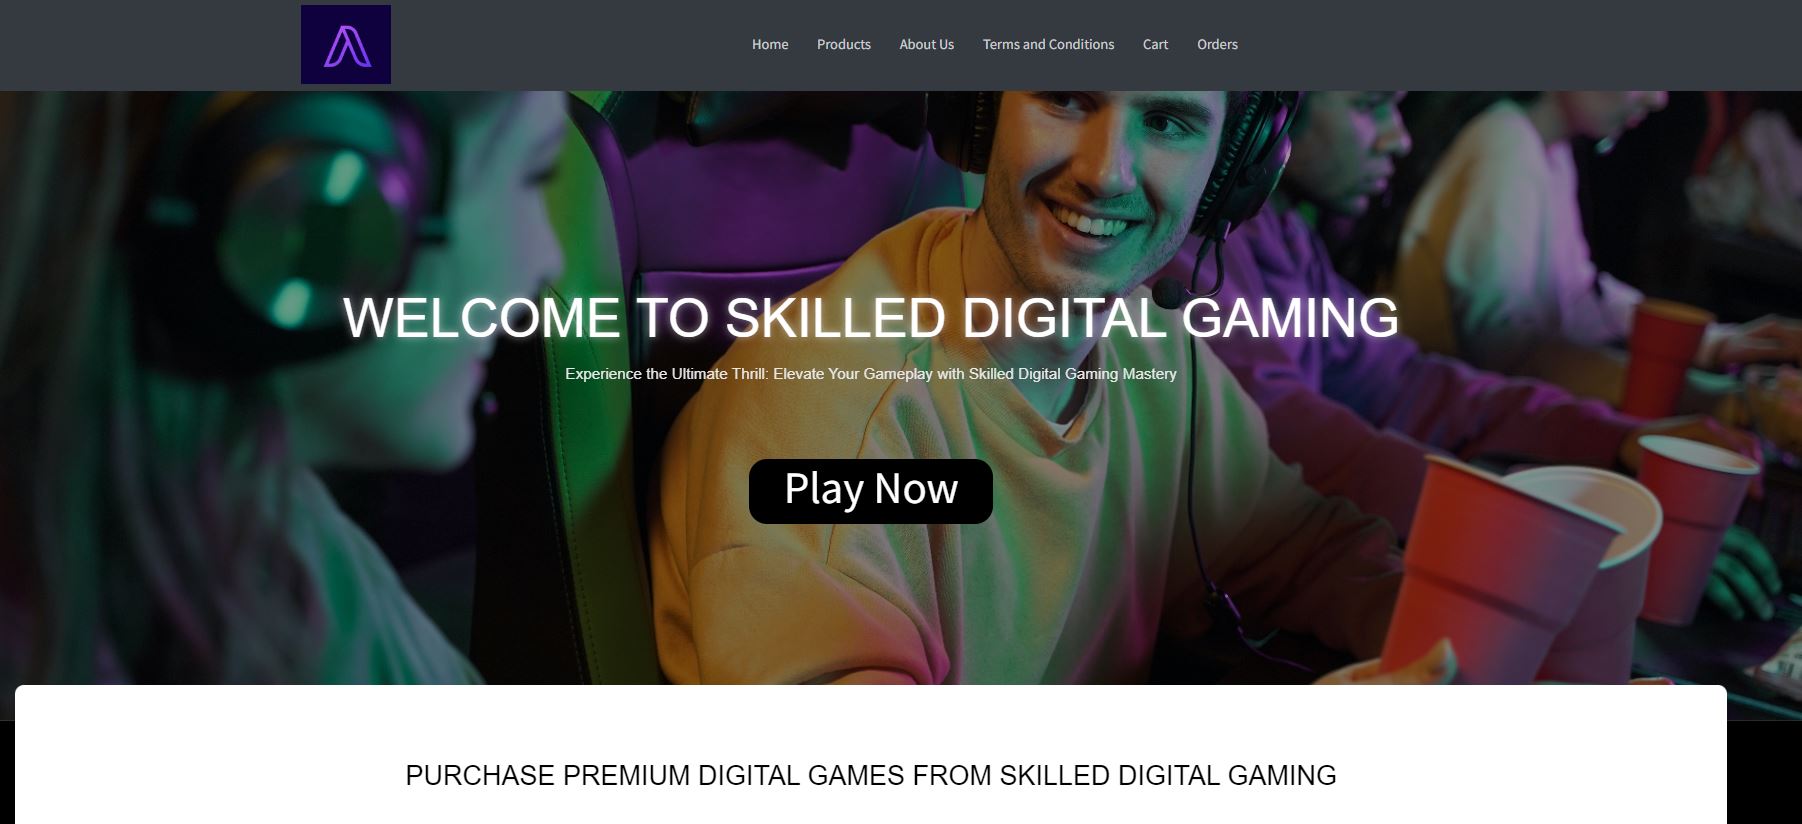 Home Products About Us Terms and Conditions Cart Orders
WELCOME TO SKILLED DIGITAL GAMING
Experience the Ultimate Thrill: Elevate Your Gameplay with Skilled Digital Gaming Mastery
Play Now
PURCHASE PREMIUM DIGITAL GAMES FROM SKILLED DIGITAL GAMING